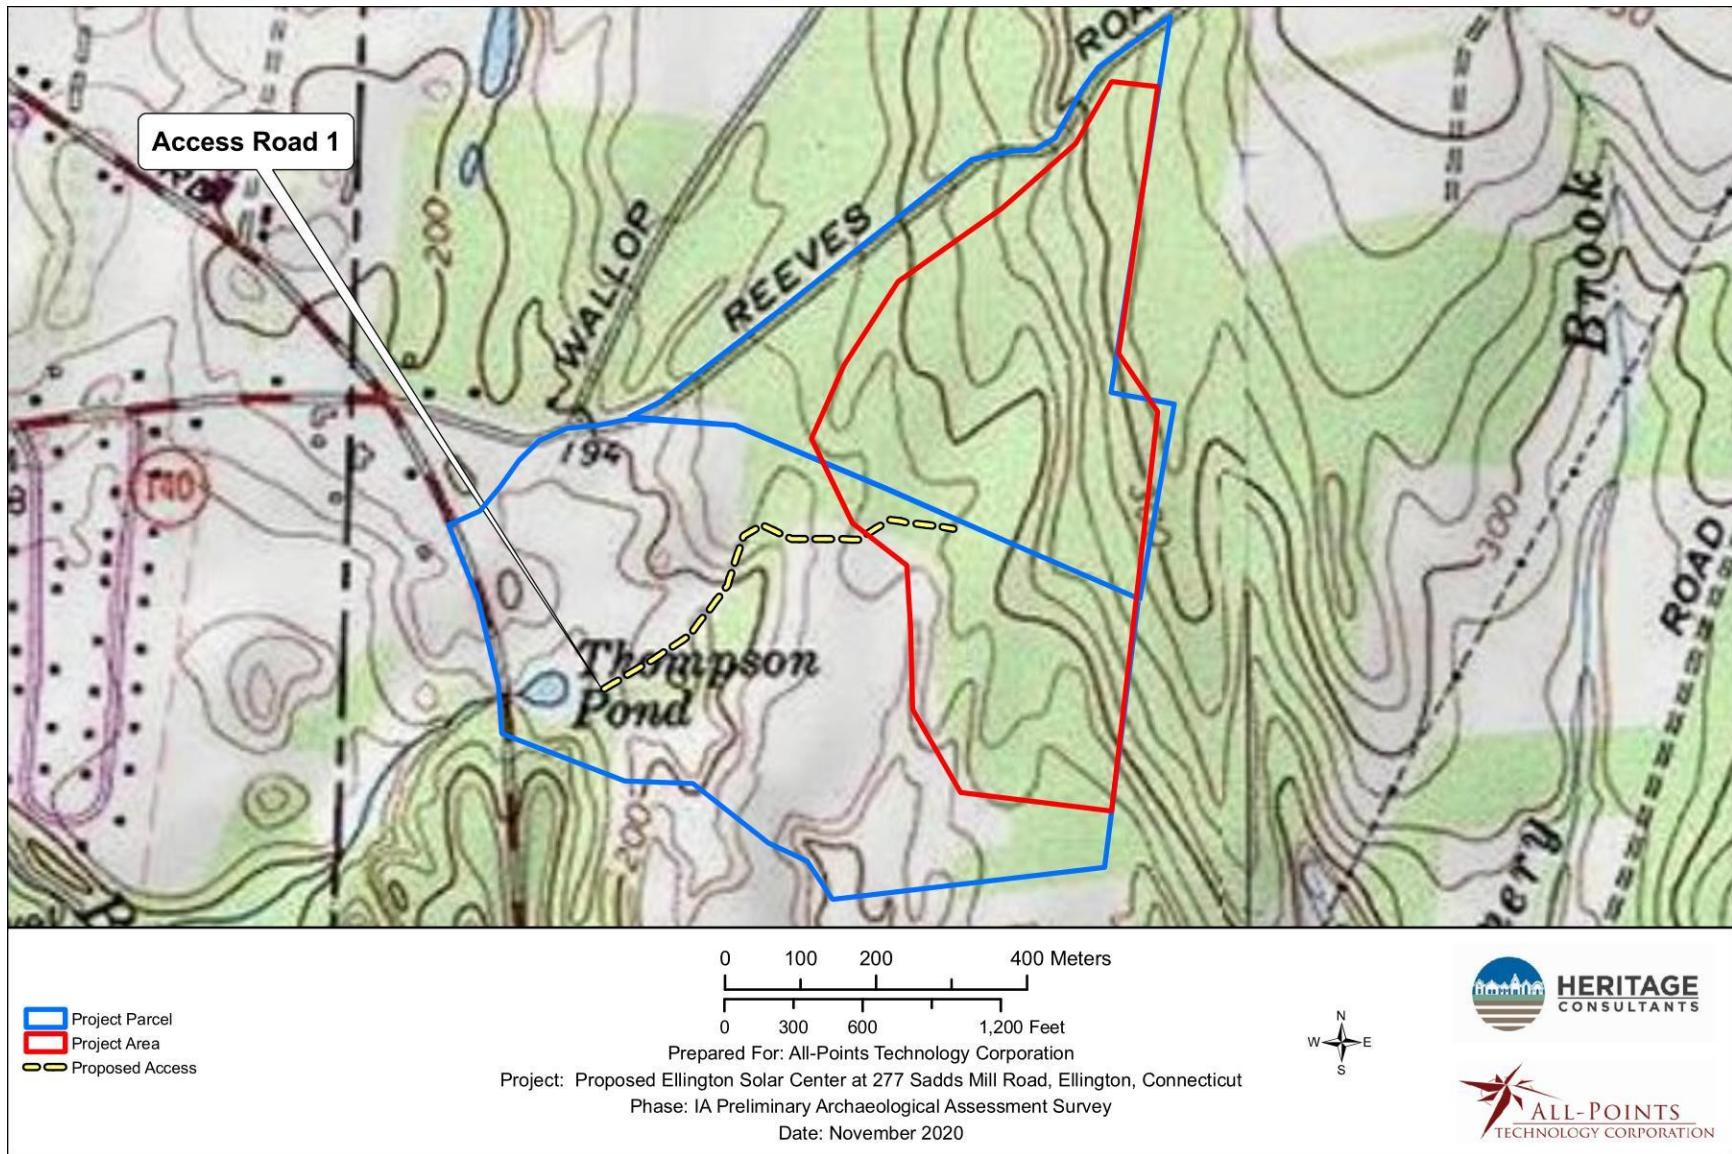 ROA
350
Access Road 1
RD
200
WALLOP
REEVES
Brook
194
140
300
ROAD
Thompson
Pond
200
pery
0 100 200 400 Meters
0 300 600 1,200 Feet
Project Parcel
Project Area
Proposed Access
Prepared For: All-Points Technology Corporation
Project: Proposed Ellington Solar Center at 277 Sadds Mill Road, Ellington, Connecticut
Phase: IA Preliminary Archaeological Assessment Survey
Date: November 2020
N
W E
S
HERITAGE
CONSULTANTS
ALL-POINTS
TECHNOLOGY CORPORATION